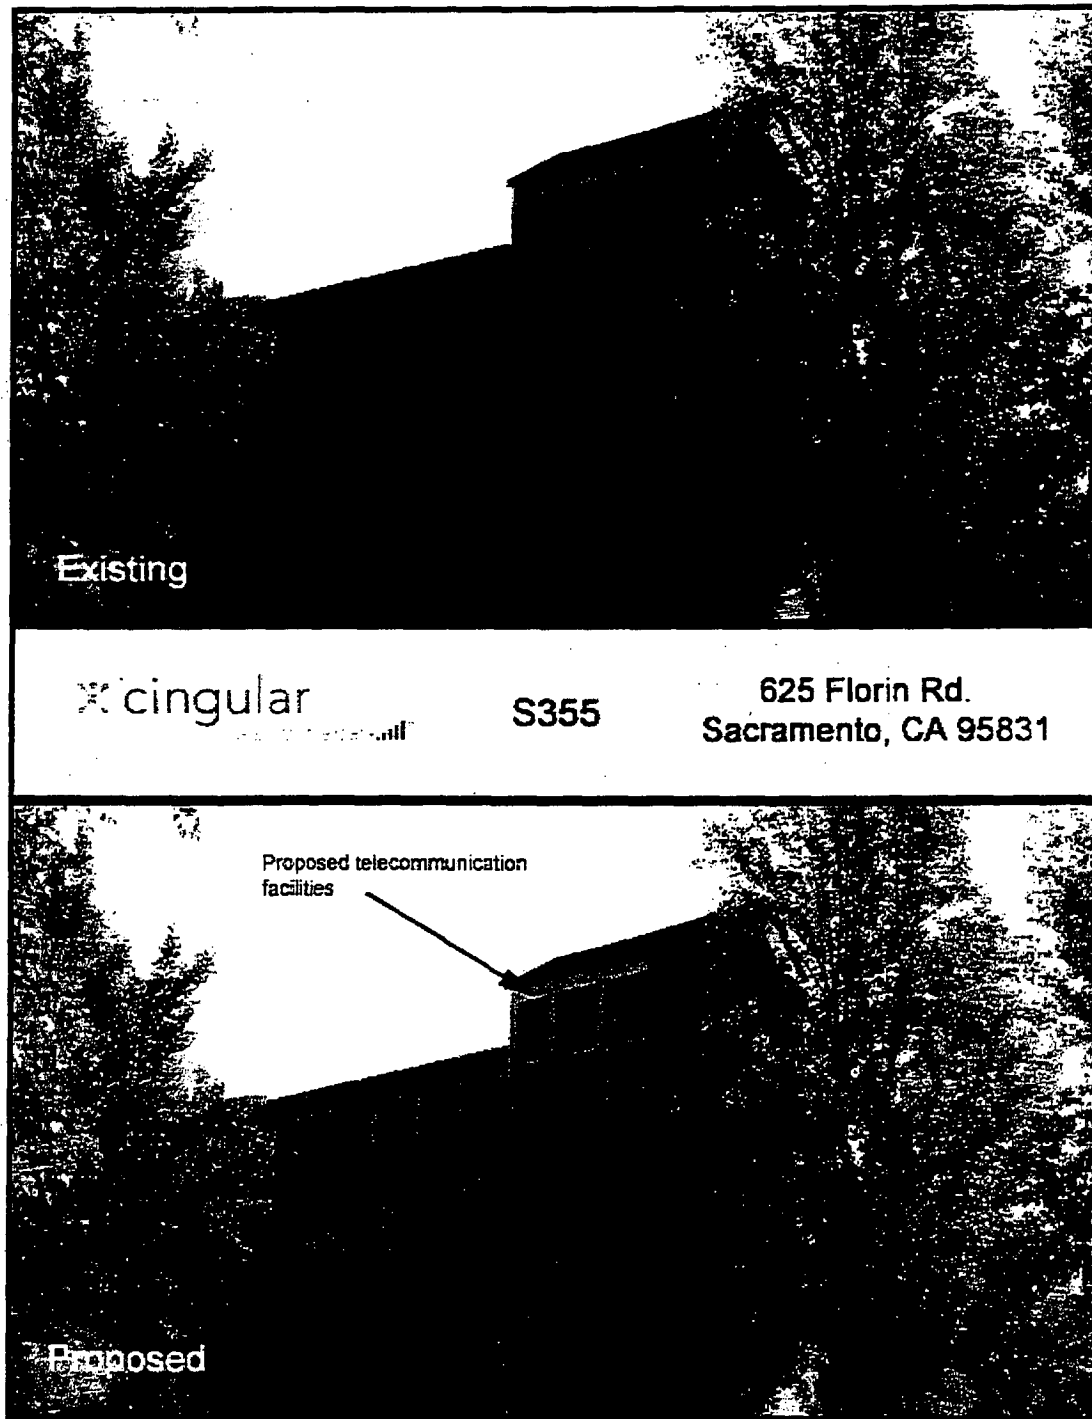 Existing
cingular
S355
625 Florin Rd.
Sacramento, CA 95831
Proposed telecommunication
facilities
Proposed